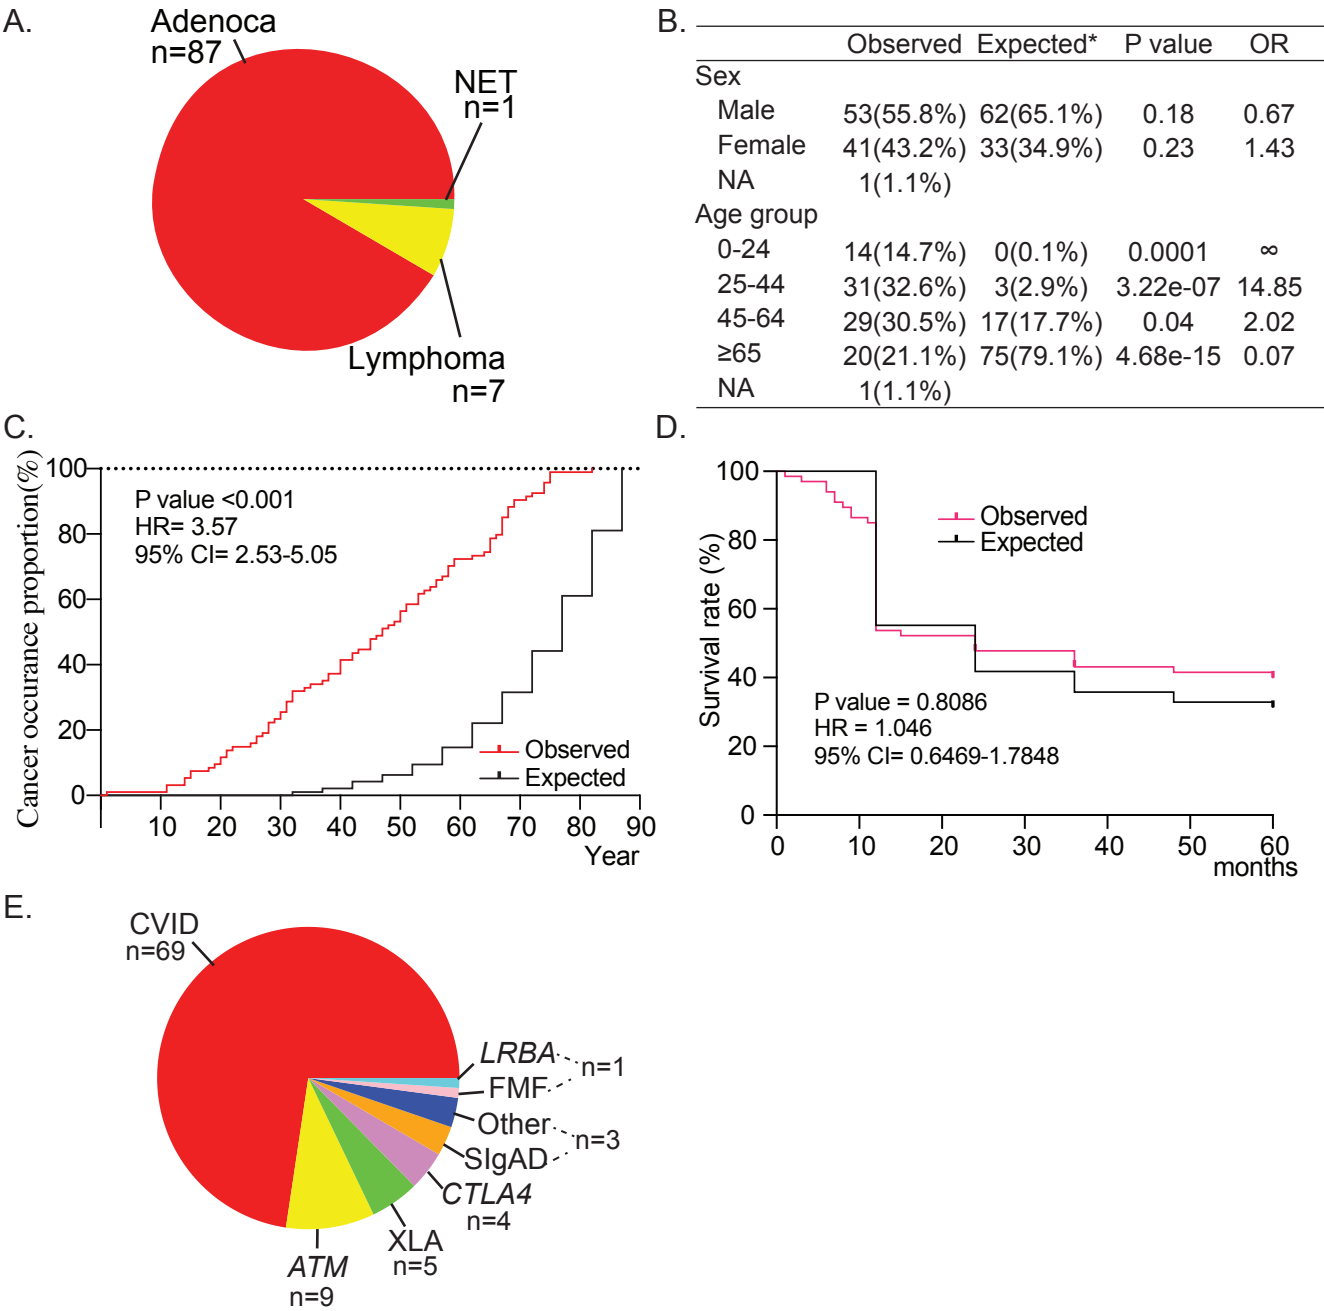 A.
Adenoca
n=87
NET
n=1
Lymphoma
n=7
B.
Observed Expected* P value OR
Sex
Male 53(55.8%) 62(65.1%) 0.18 0.67
Female 41(43.2%) 33(34.9%) 0.23 1.43
NA 1(1.1%)
Age group
0-24 14(14.7%) 0(0.1%) 0.0001 ∞
25-44 31(32.6%) 3(2.9%) 3.22e-07 14.85
45-64 29(30.5%) 17(17.7%) 0.04 2.02
≥65 20(21.1%) 75(79.1%) 4.68e-15 0.07
NA 1(1.1%)
C.
Cancer occurance proportion(%)
100
80
60
40
20
0
P value <0.001
HR= 3.57
95% CI= 2.53-5.05
Observed
Expected
10 20 30 40 50 60 70 80 90
Year
D.
Survival rate (%)
100
80
60
40
20
0
Observed
Expected
P value = 0.8086
HR = 1.046
95% CI= 0.6469-1.7848
0 10 20 30 40 50 60
months
E.
CVID
n=69
LRBA
FMF
n=1
Other
SIgAD
n=3
CTLA4
n=4
XLA
n=5
ATM
n=9